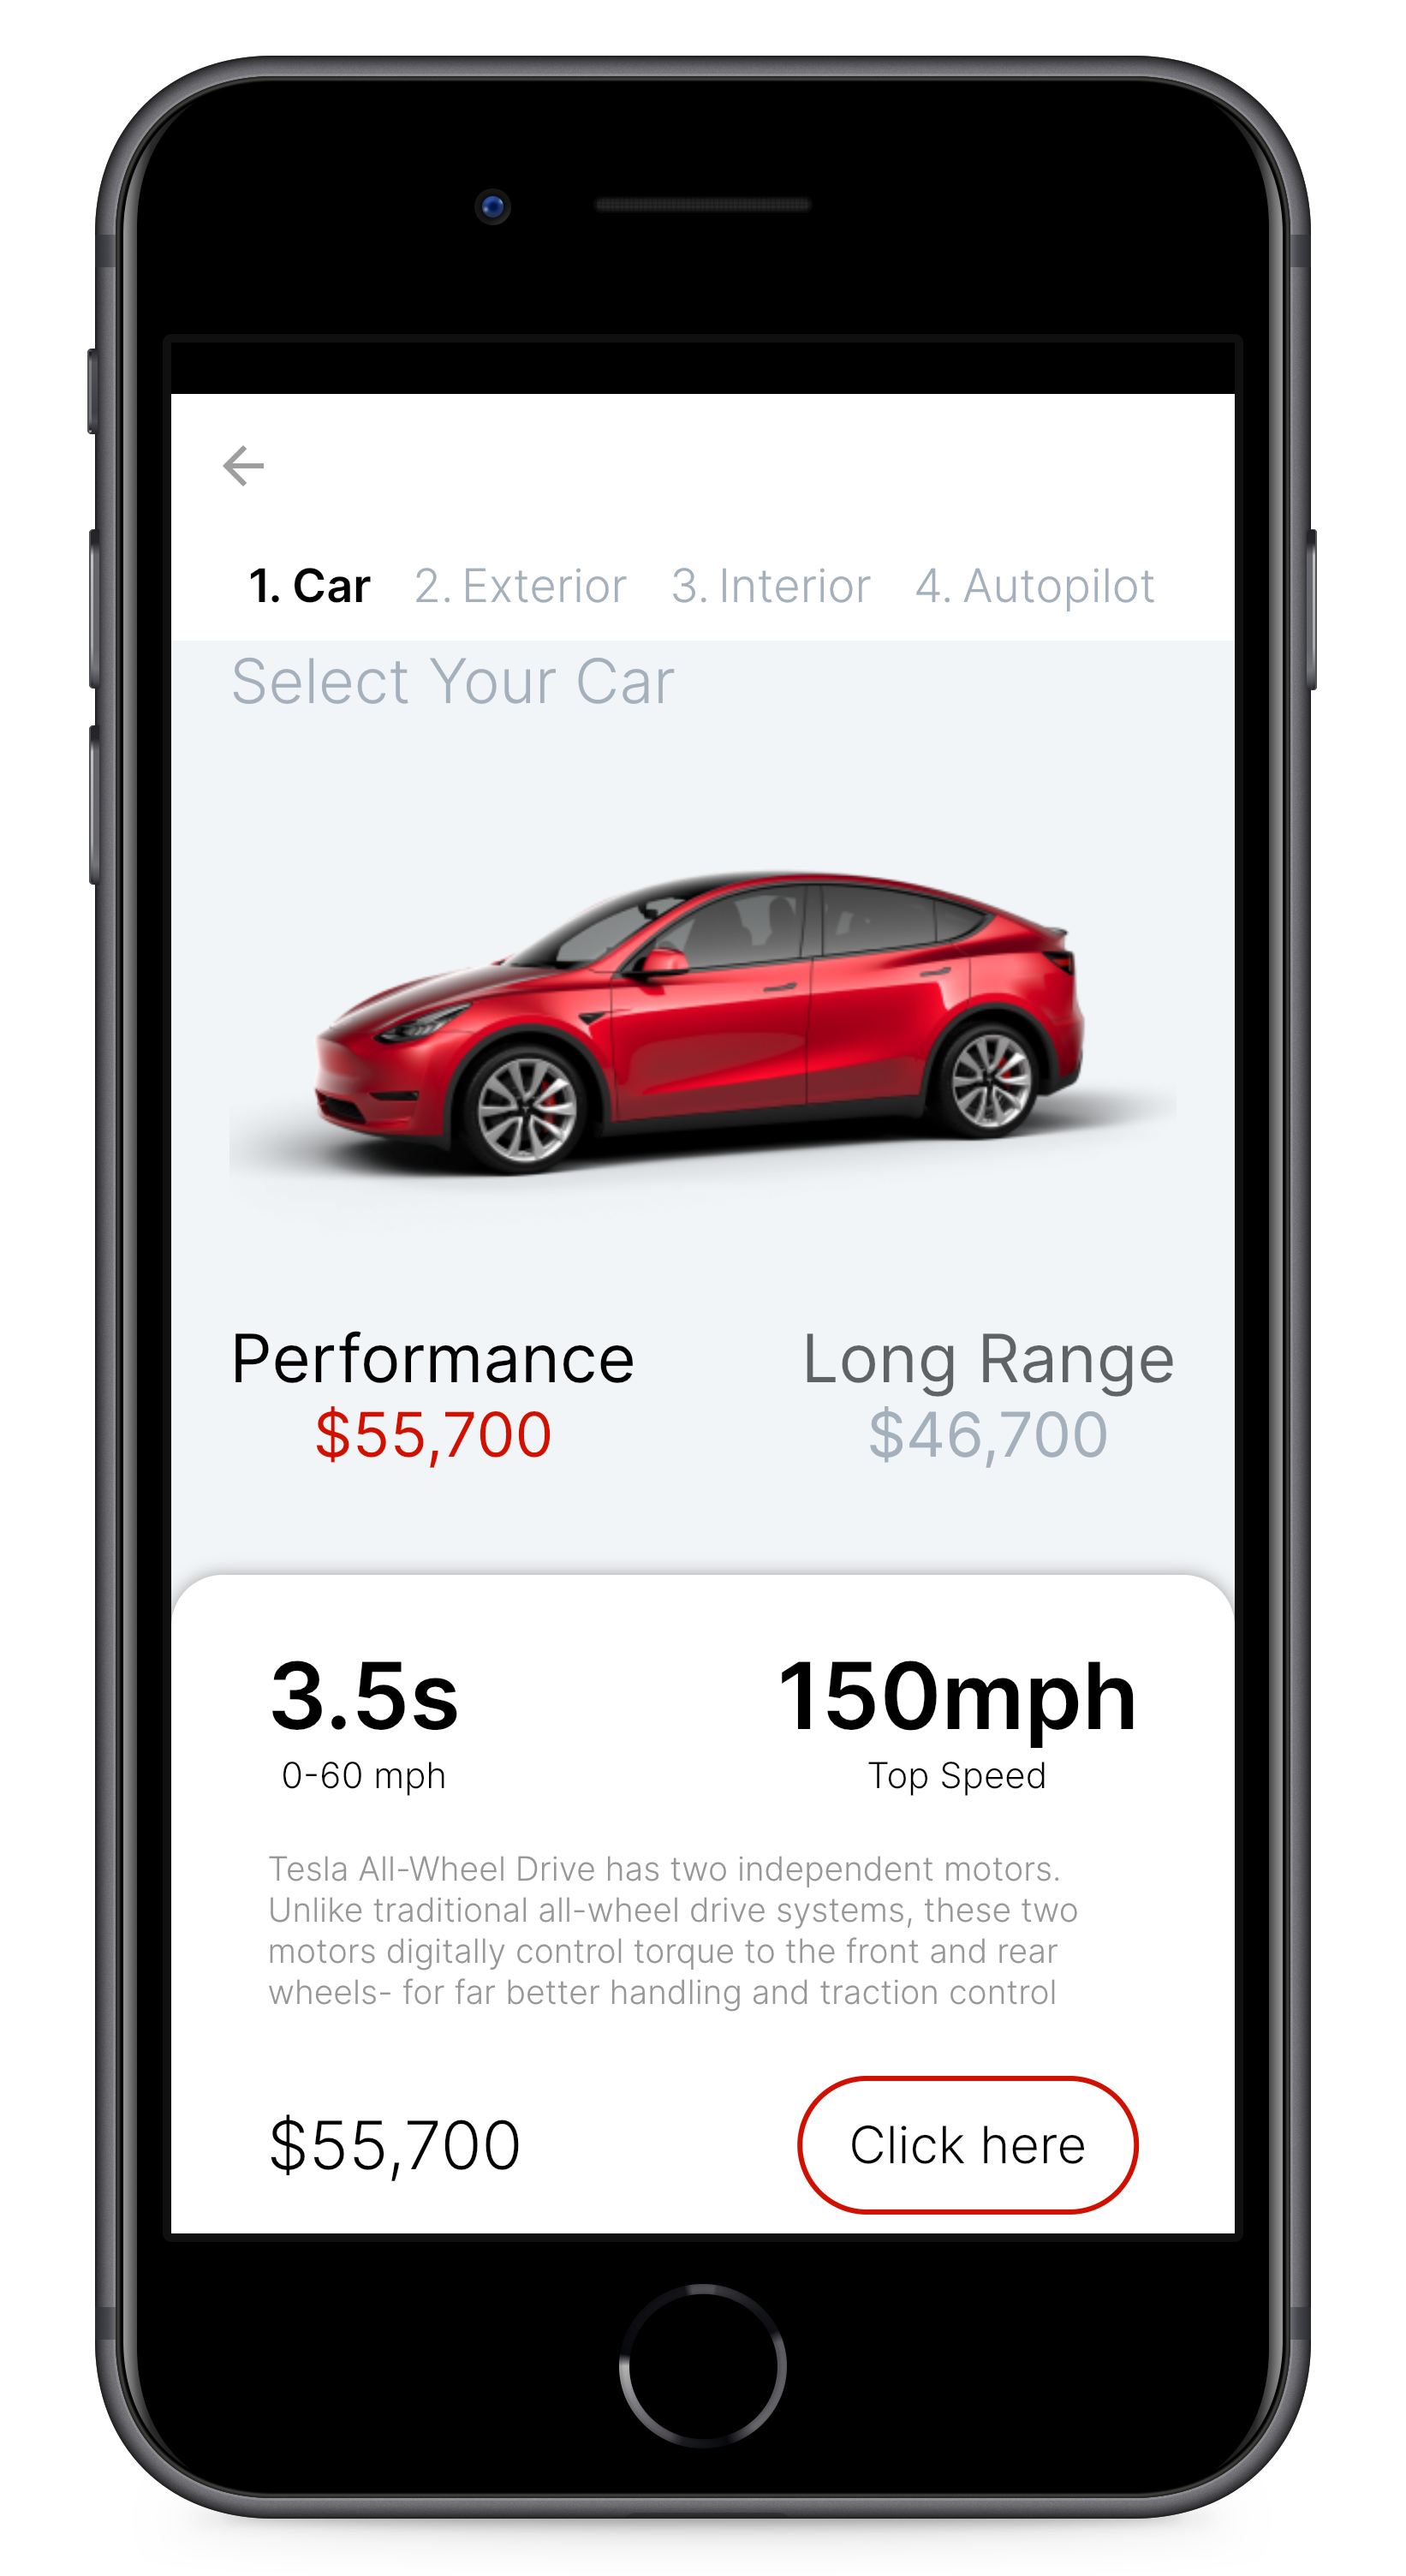 1. Car 2. Exterior 3. Interior 4. Autopilot
Select Your Car
Performance Long Range
$55,700 $46,700
3.5s 150mph
0-60 mph Top Speed
Tesla All-Wheel Drive has two independent motors.
Unlike traditional all-wheel drive systems, these two
motors digitally control torque to the front and rear
wheels- for far better handling and traction control
$55,700 Click here